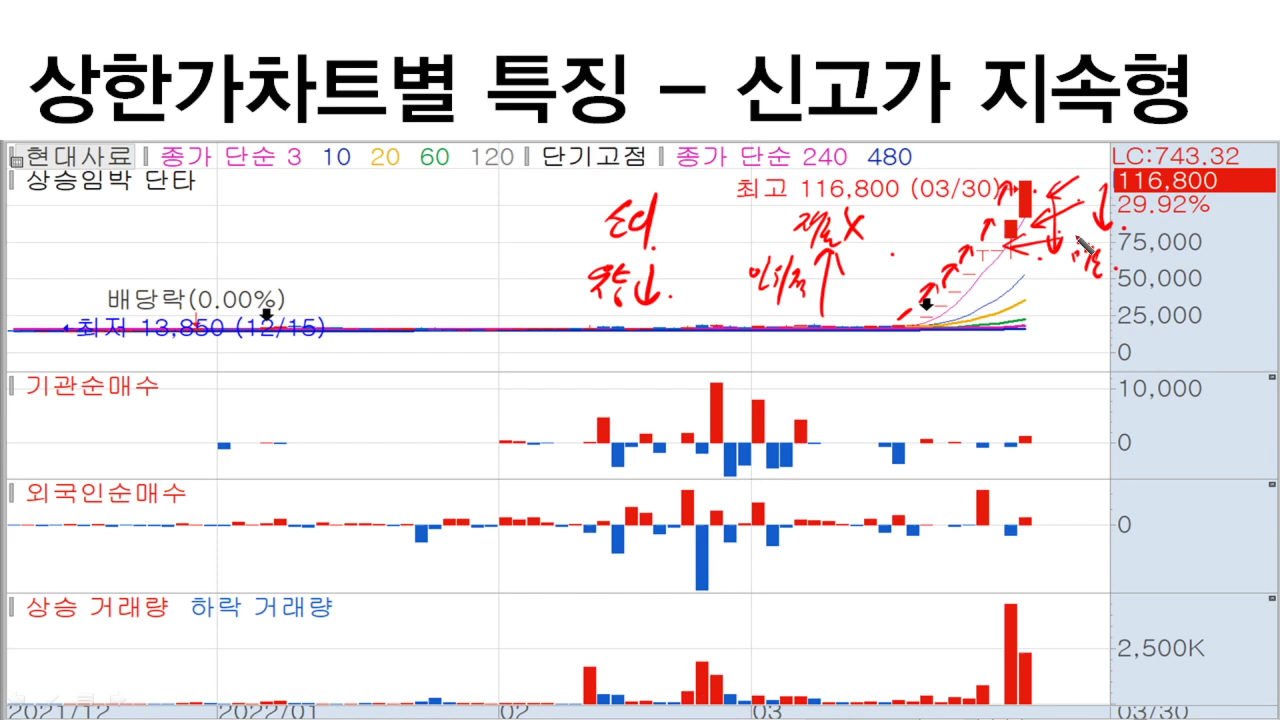 상한가차트별 특징 - 신고가 지속형
현대사료 종가 단순 3 10 20 60 120 단기고점 종가 단순 240 480 LC:743.32
상승임박 단타 최고 116,800 (03/30) 116,800
29.92%
75,000
배당락(0.00%) 50,000
최저 13,850 (12/15) 25,000
0
기관순매수 10,000
0
외국인순매수
0
상승 거래량 하락 거래량
2,500K
2021/12 2022/01 02 03 03/30